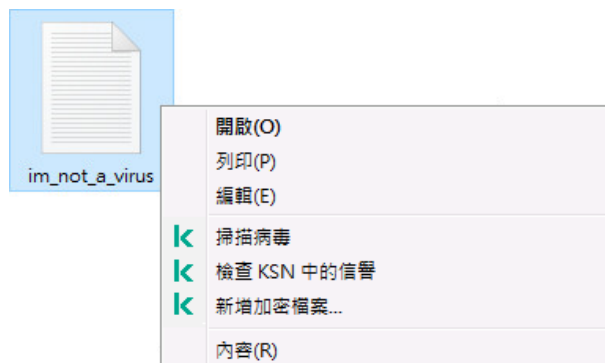 im_not_a_virus
開啟(O)
列印(P)
編輯(E)
掃描病毒
檢查 KSN 中的信譽
新增加密檔案...
內容(R)